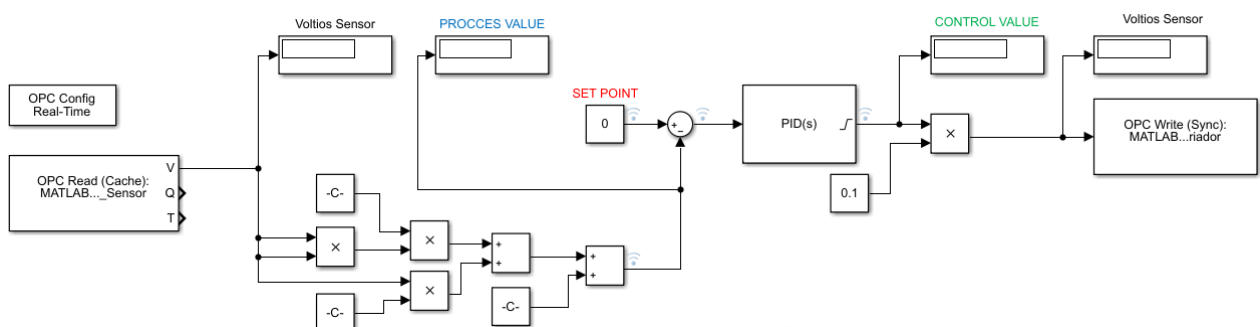 Voltios Sensor
PROCCES VALUE
CONTROL VALUE
Voltios Sensor
OPC Config
Real-Time
SET POINT
0
+
−
PID(s)
×
OPC Write (Sync):
MATLAB...riador
OPC Read (Cache):
MATLAB..._Sensor
V
Q
T
-C-
0.1
×
×
+
+
+
+
×
-C-
-C-